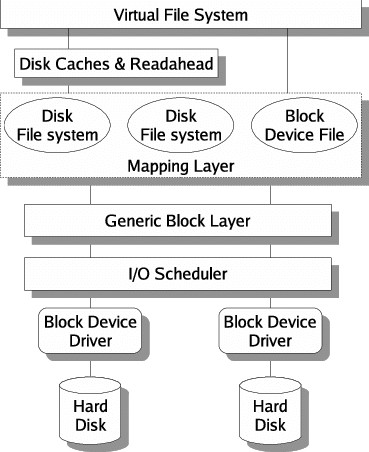 Virtual File System
Disk Caches & Readahead
Disk
File system
Disk
File system
Block
Device File
Mapping Layer
Generic Block Layer
I/O Scheduler
Block Device
Driver
Block Device
Driver
Hard
Disk
Hard
Disk